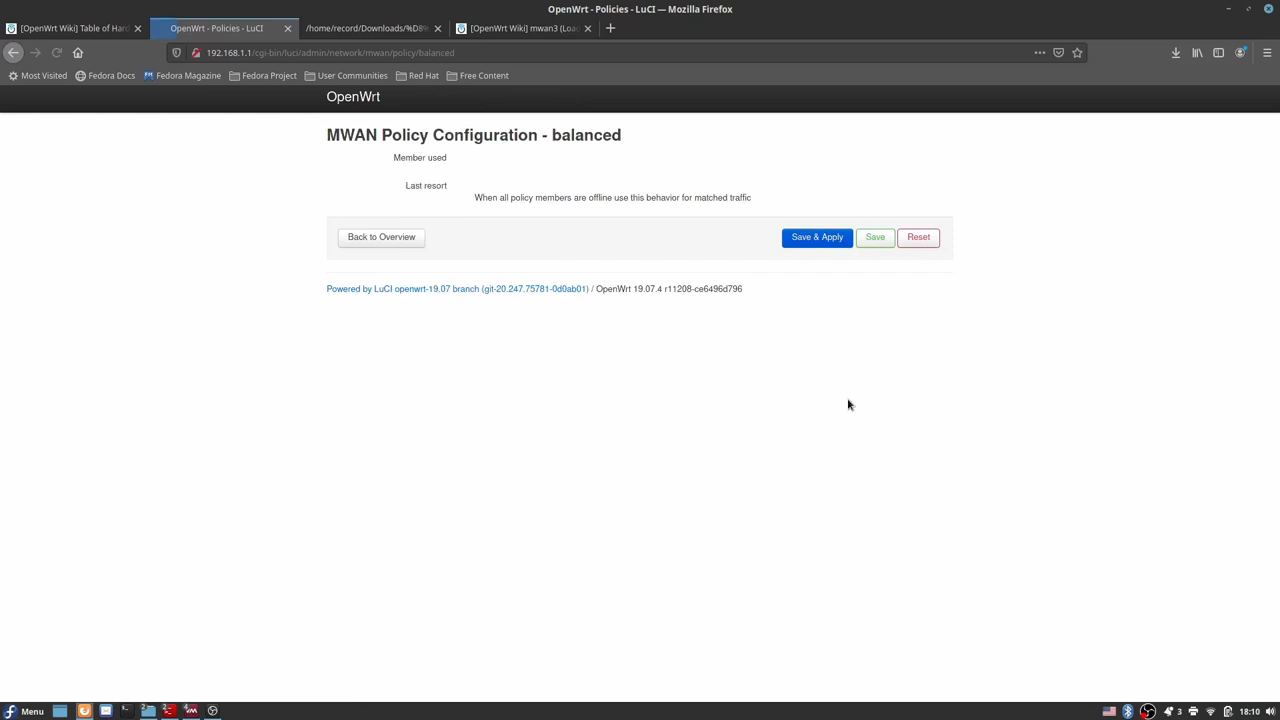 OpenWrt - Policies - LuCI — Mozilla Firefox
[OpenWrt Wiki] Table of Hard
OpenWrt - Policies - LuCI
/home/record/Downloads/%D8%
[OpenWrt Wiki] mwan3 (Loa
192.168.1.1/cgi-bin/luci/admin/network/mwan/policy/balanced
Most Visited
Fedora Docs
Fedora Magazine
Fedora Project
User Communities
Red Hat
Free Content
OpenWrt
MWAN Policy Configuration - balanced
Member used
Last resort
When all policy members are offline use this behavior for matched traffic
Back to Overview
Save & Apply
Save
Reset
Powered by LuCI openwrt-19.07 branch (git-20.247.75781-0d0ab01) / OpenWrt 19.07.4 r11208-ce6496d796
Menu
3
18:10